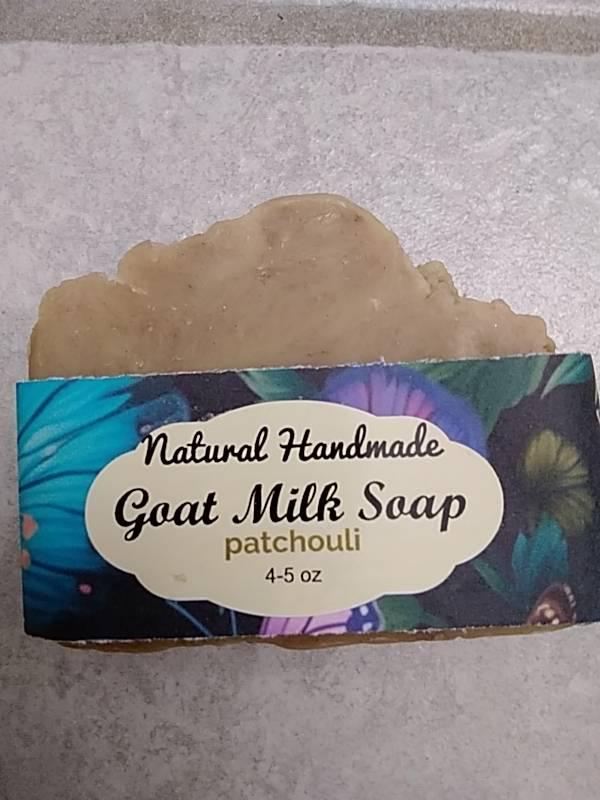 Natural Handmade
Goat Milk Soap
patchouli
4-5 oz